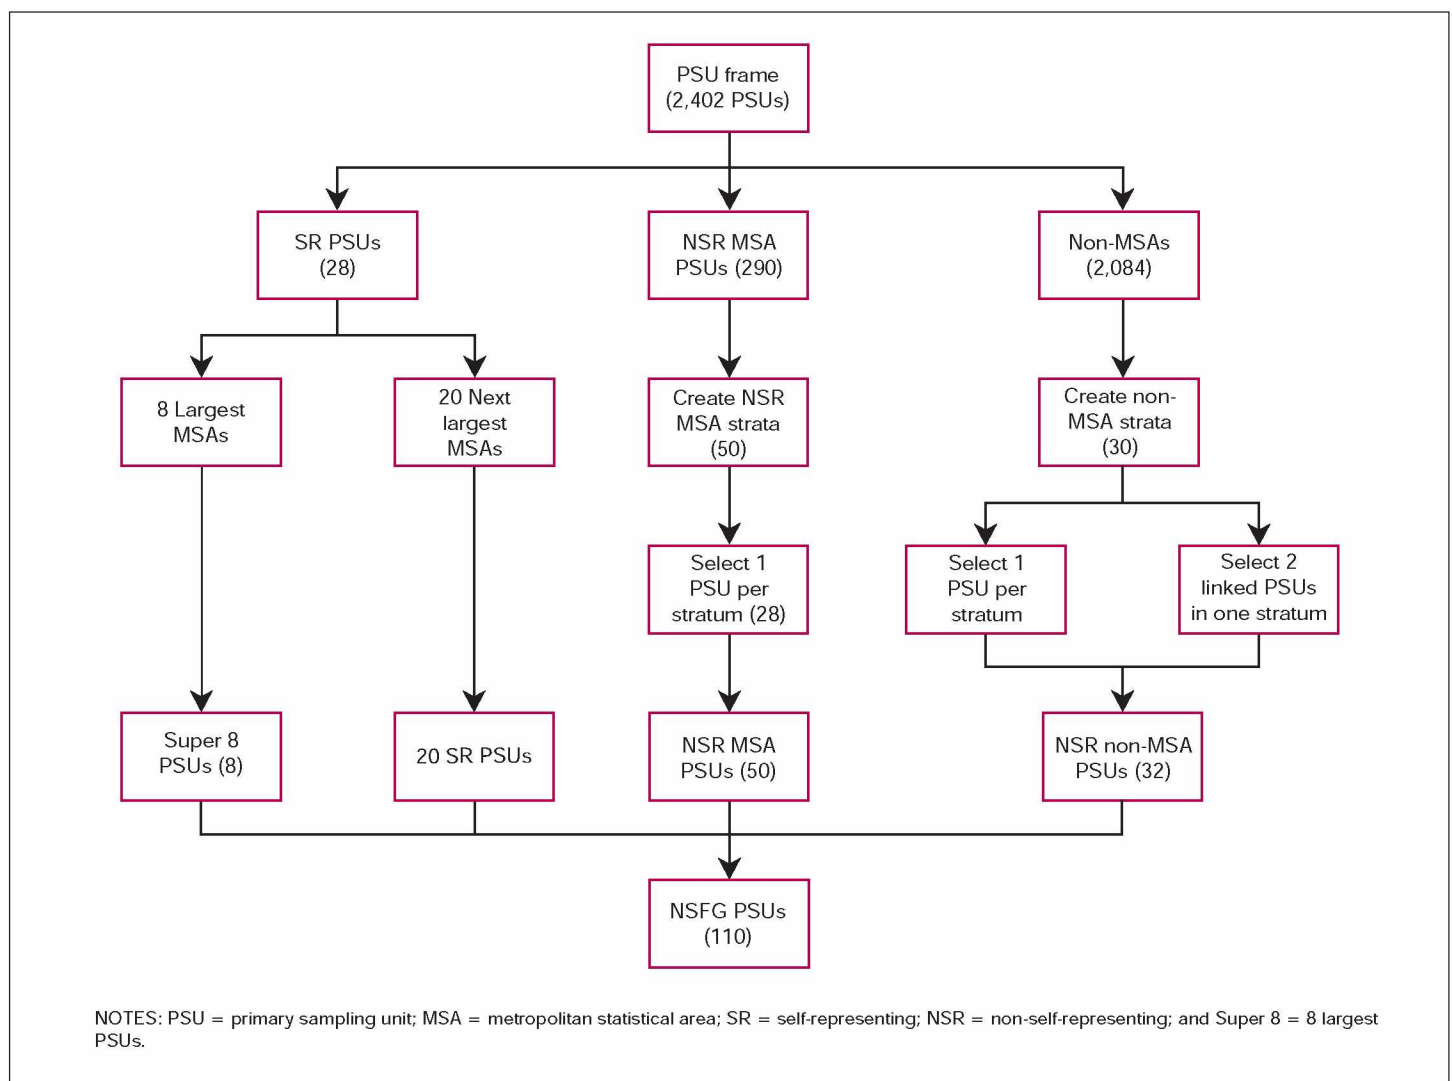 PSU frame
(2,402 PSUs)
SR PSUs
(28)
NSR MSA
PSUs (290)
Non-MSAs
(2,084)
8 Largest
MSAs
20 Next
largest
MSAs
Create NSR
MSA strata
(50)
Create non-
MSA strata
(30)
Select 1
PSU per
stratum (28)
Select 1
PSU per
stratum
Select 2
linked PSUs
in one stratum
Super 8
PSUs (8)
20 SR PSUs
NSR MSA
PSUs (50)
NSR non-MSA
PSUs (32)
NSFG PSUs
(110)
NOTES: PSU = primary sampling unit; MSA = metropolitan statistical area; SR = self-representing; NSR = non-self-representing; and Super 8 = 8 largest
PSUs.